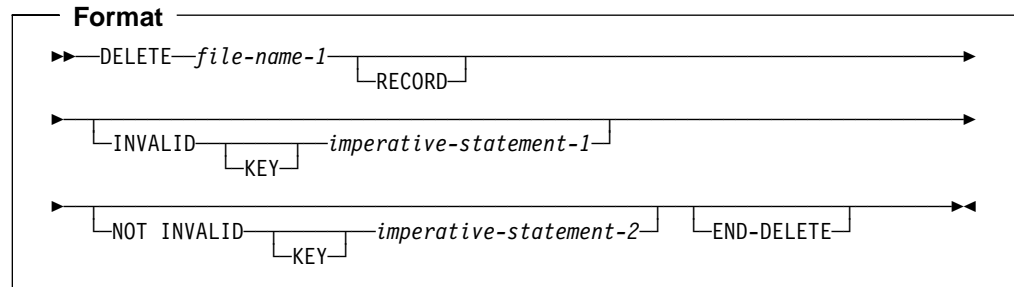 Format
DELETE file-name-1 RECORD
INVALID KEY imperative-statement-1
NOT INVALID KEY imperative-statement-2 END-DELETE